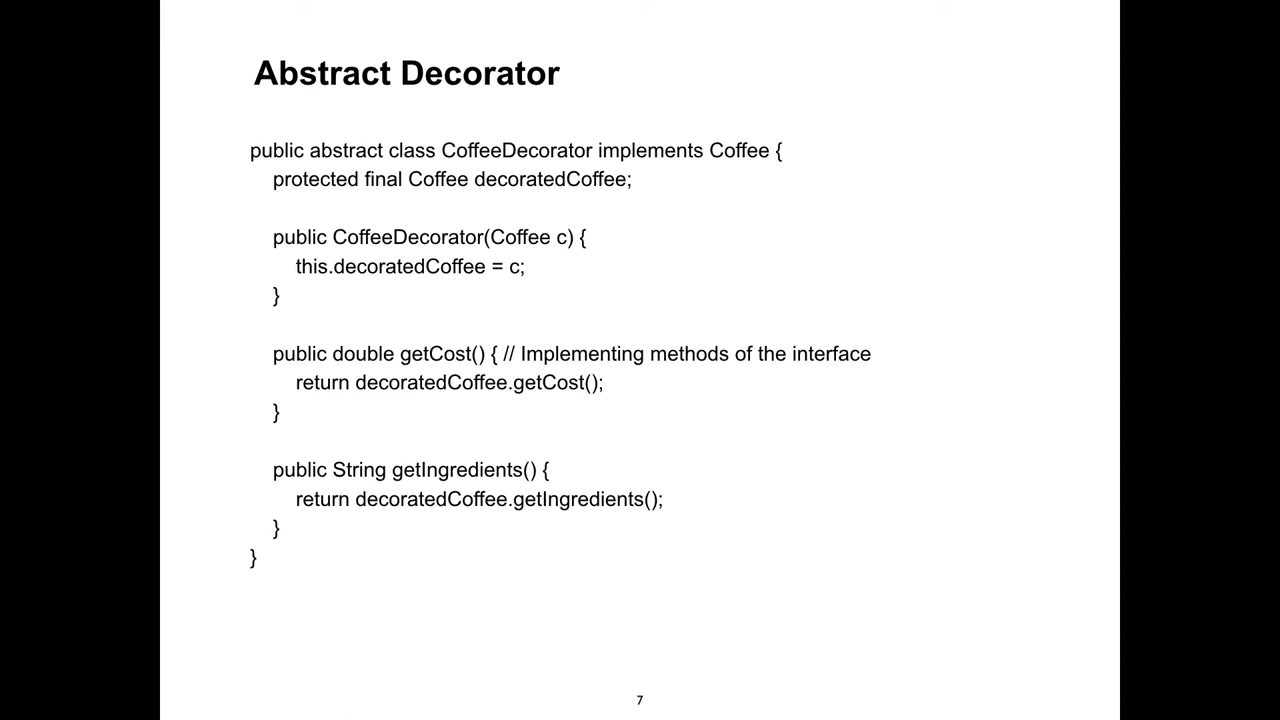 Abstract Decorator
public abstract class CoffeeDecorator implements Coffee {
protected final Coffee decoratedCoffee;
public CoffeeDecorator(Coffee c) {
this.decoratedCoffee = c;
}
public double getCost() { // Implementing methods of the interface
return decoratedCoffee.getCost();
}
public String getIngredients() {
return decoratedCoffee.getIngredients();
}
}
7